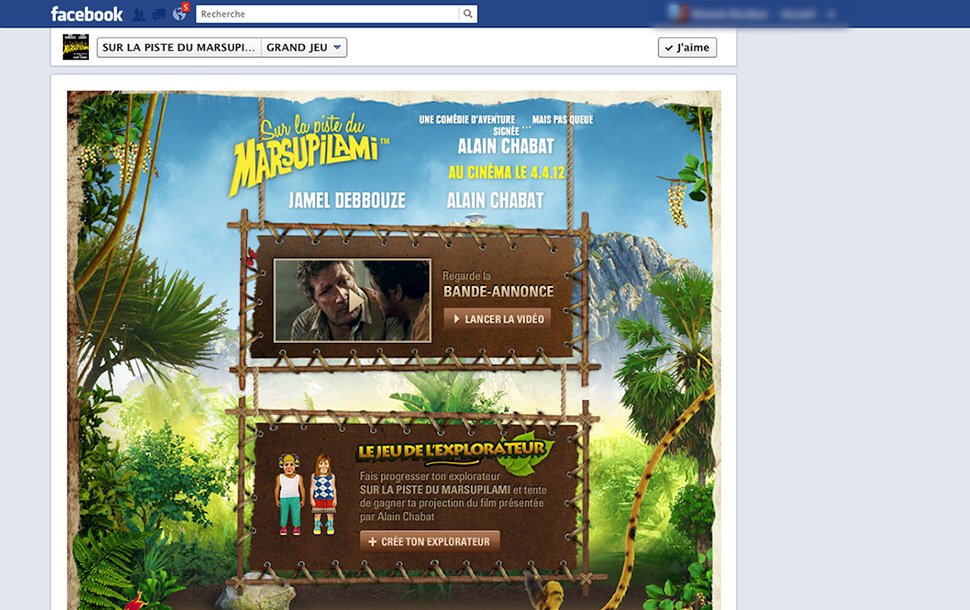 facebook
5
Recherche
SUR LA PISTE DU MARSUPI...
GRAND JEU
J'aime
Sur la piste du
MARSUPILAMI™
UNE COMÉDIE D'AVENTURE MAIS PAS QUEUE
SIGNÉE ...
ALAIN CHABAT
AU CINÉMA LE 4.4.12
JAMEL DEBBOUZE ALAIN CHABAT
Regarde la
BANDE-ANNONCE
LANCER LA VIDÉO
LE JEU DE L'EXPLORATEUR
Fais progresser ton explorateur
SUR LA PISTE DU MARSUPILAMI et tente
de gagner ta projection du film présentée
par Alain Chabat
+ CRÉE TON EXPLORATEUR